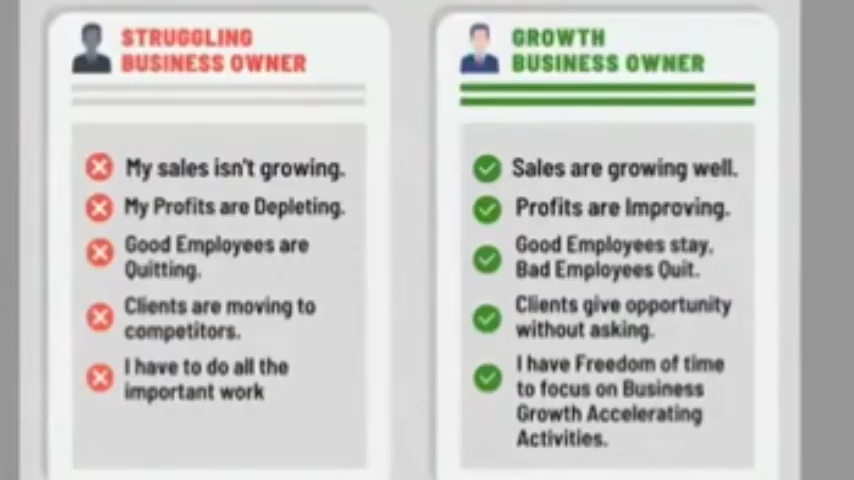 STRUGGLING
BUSINESS OWNER
My sales isn't growing.
My Profits are Depleting.
Good Employees are
Quitting.
Clients are moving to
competitors.
I have to do all the
important work
GROWTH
BUSINESS OWNER
Sales are growing well.
Profits are Improving.
Good Employees stay,
Bad Employees Quit.
Clients give opportunity
without asking.
I have Freedom of time
to focus on Business
Growth Accelerating
Activities.